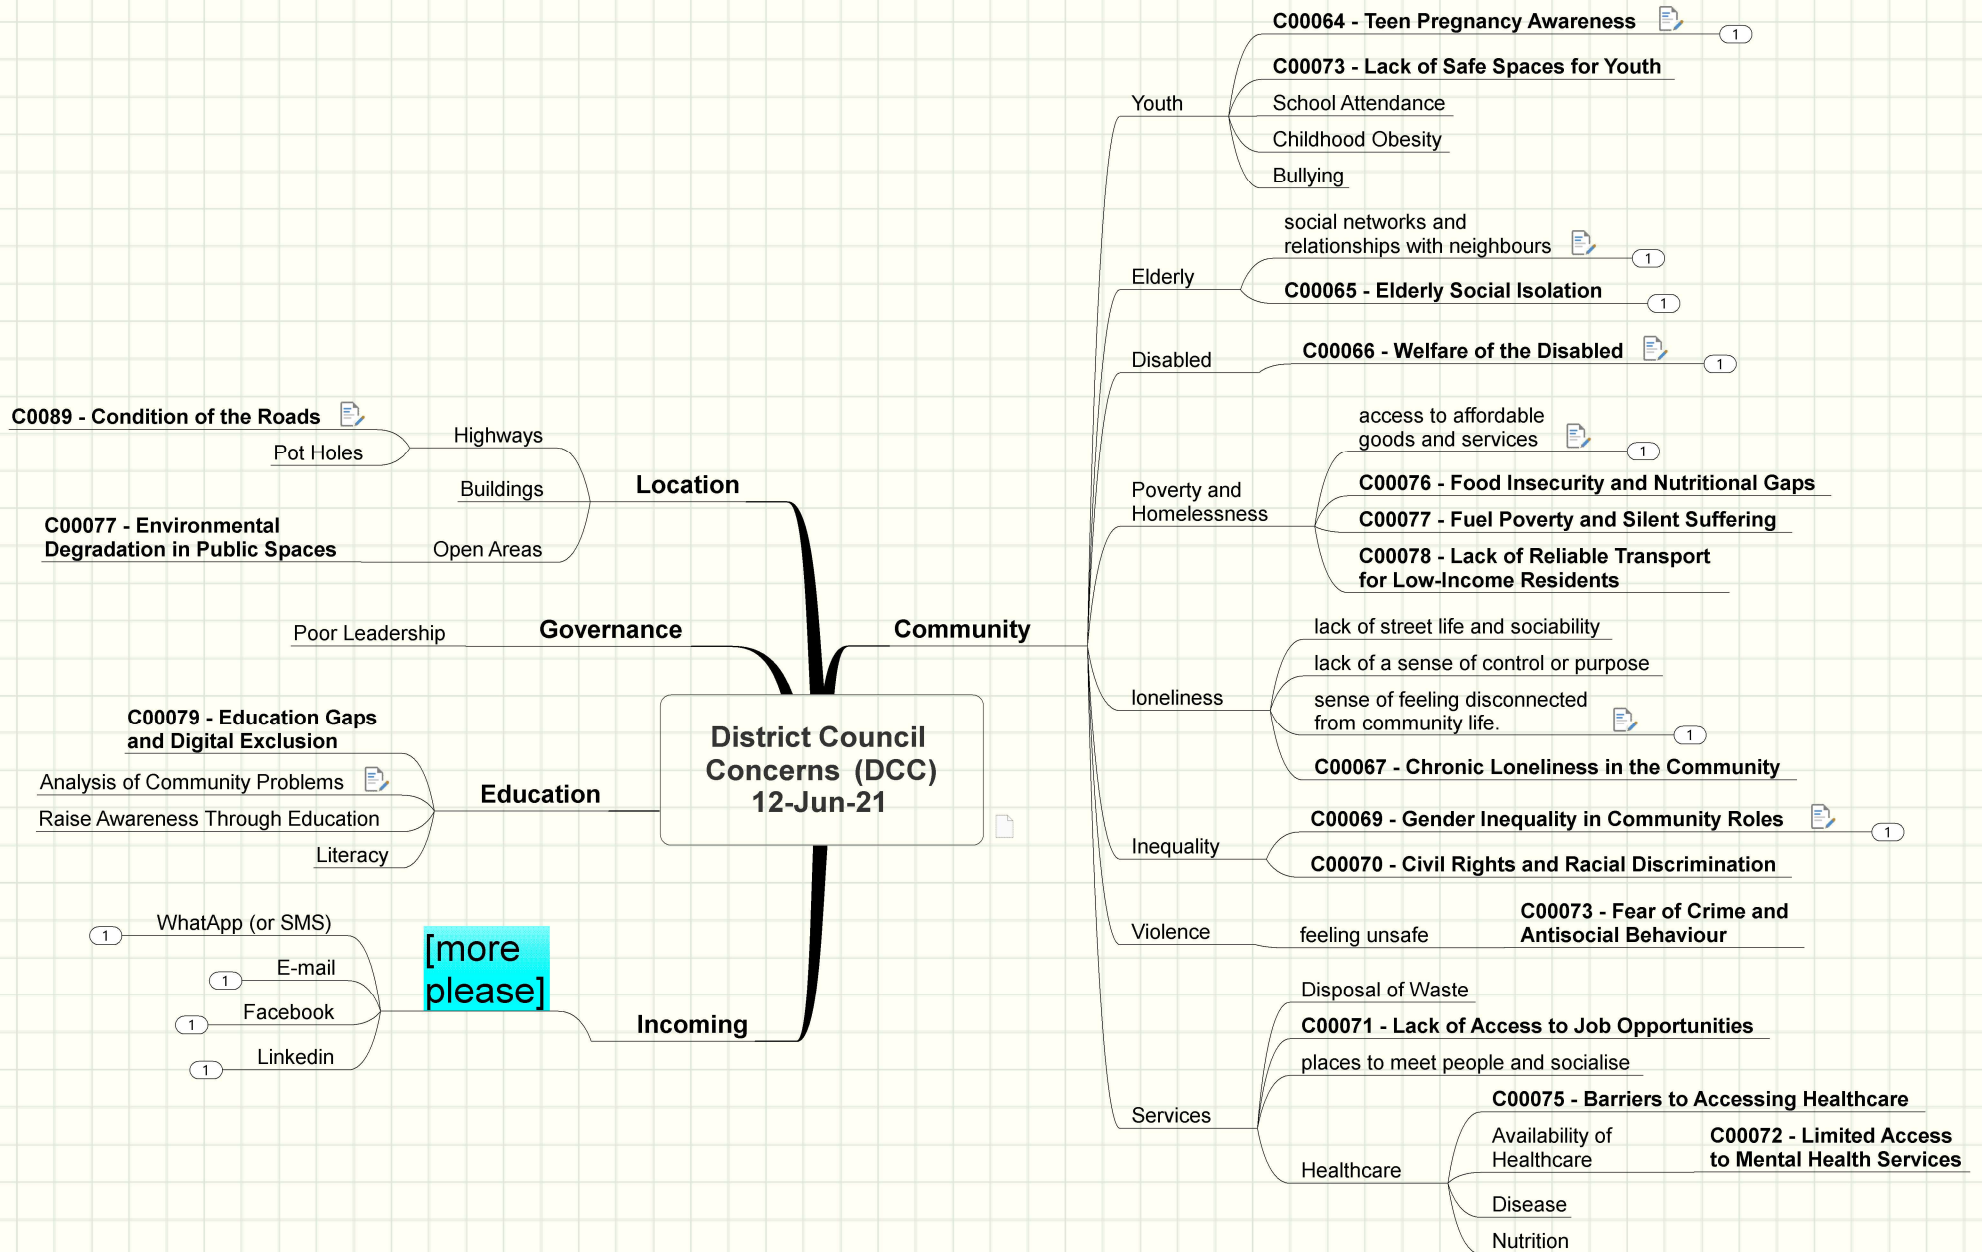 District Council
Concerns  (DCC)
12-Jun-21
Community
Youth
C00064 - Teen Pregnancy Awareness
1
C00073 - Lack of Safe Spaces for Youth
School Attendance
Childhood Obesity
Bullying
Elderly
social networks and
relationships with neighbours
1
C00065 - Elderly Social Isolation
1
Disabled
C00066 - Welfare of the Disabled
1
Poverty and
Homelessness
access to affordable
goods and services
1
C00076 - Food Insecurity and Nutritional Gaps
C00077 - Fuel Poverty and Silent Suffering
C00078 - Lack of Reliable Transport
for Low-Income Residents
loneliness
lack of street life and sociability
lack of a sense of control or purpose
sense of feeling disconnected
from community life.
1
C00067 - Chronic Loneliness in the Community
Inequality
C00069 - Gender Inequality in Community Roles
1
C00070 - Civil Rights and Racial Discrimination
Violence
feeling unsafe
C00073 - Fear of Crime and
Antisocial Behaviour
Services
Disposal of Waste
C00071 - Lack of Access to Job Opportunities
places to meet people and socialise
Healthcare
C00075 - Barriers to Accessing Healthcare
Availability of
Healthcare
C00072 - Limited Access
to Mental Health Services
Disease
Nutrition
Location
Highways
C0089 - Condition of the Roads
Pot Holes
Buildings
Open Areas
C00077 - Environmental
Degradation in Public Spaces
Governance
Poor Leadership
Education
C00079 - Education Gaps
and Digital Exclusion
Analysis of Community Problems
Raise Awareness Through Education
Literacy
Incoming
[more
please]
WhatApp (or SMS)
1
E-mail
1
Facebook
1
Linkedin
1